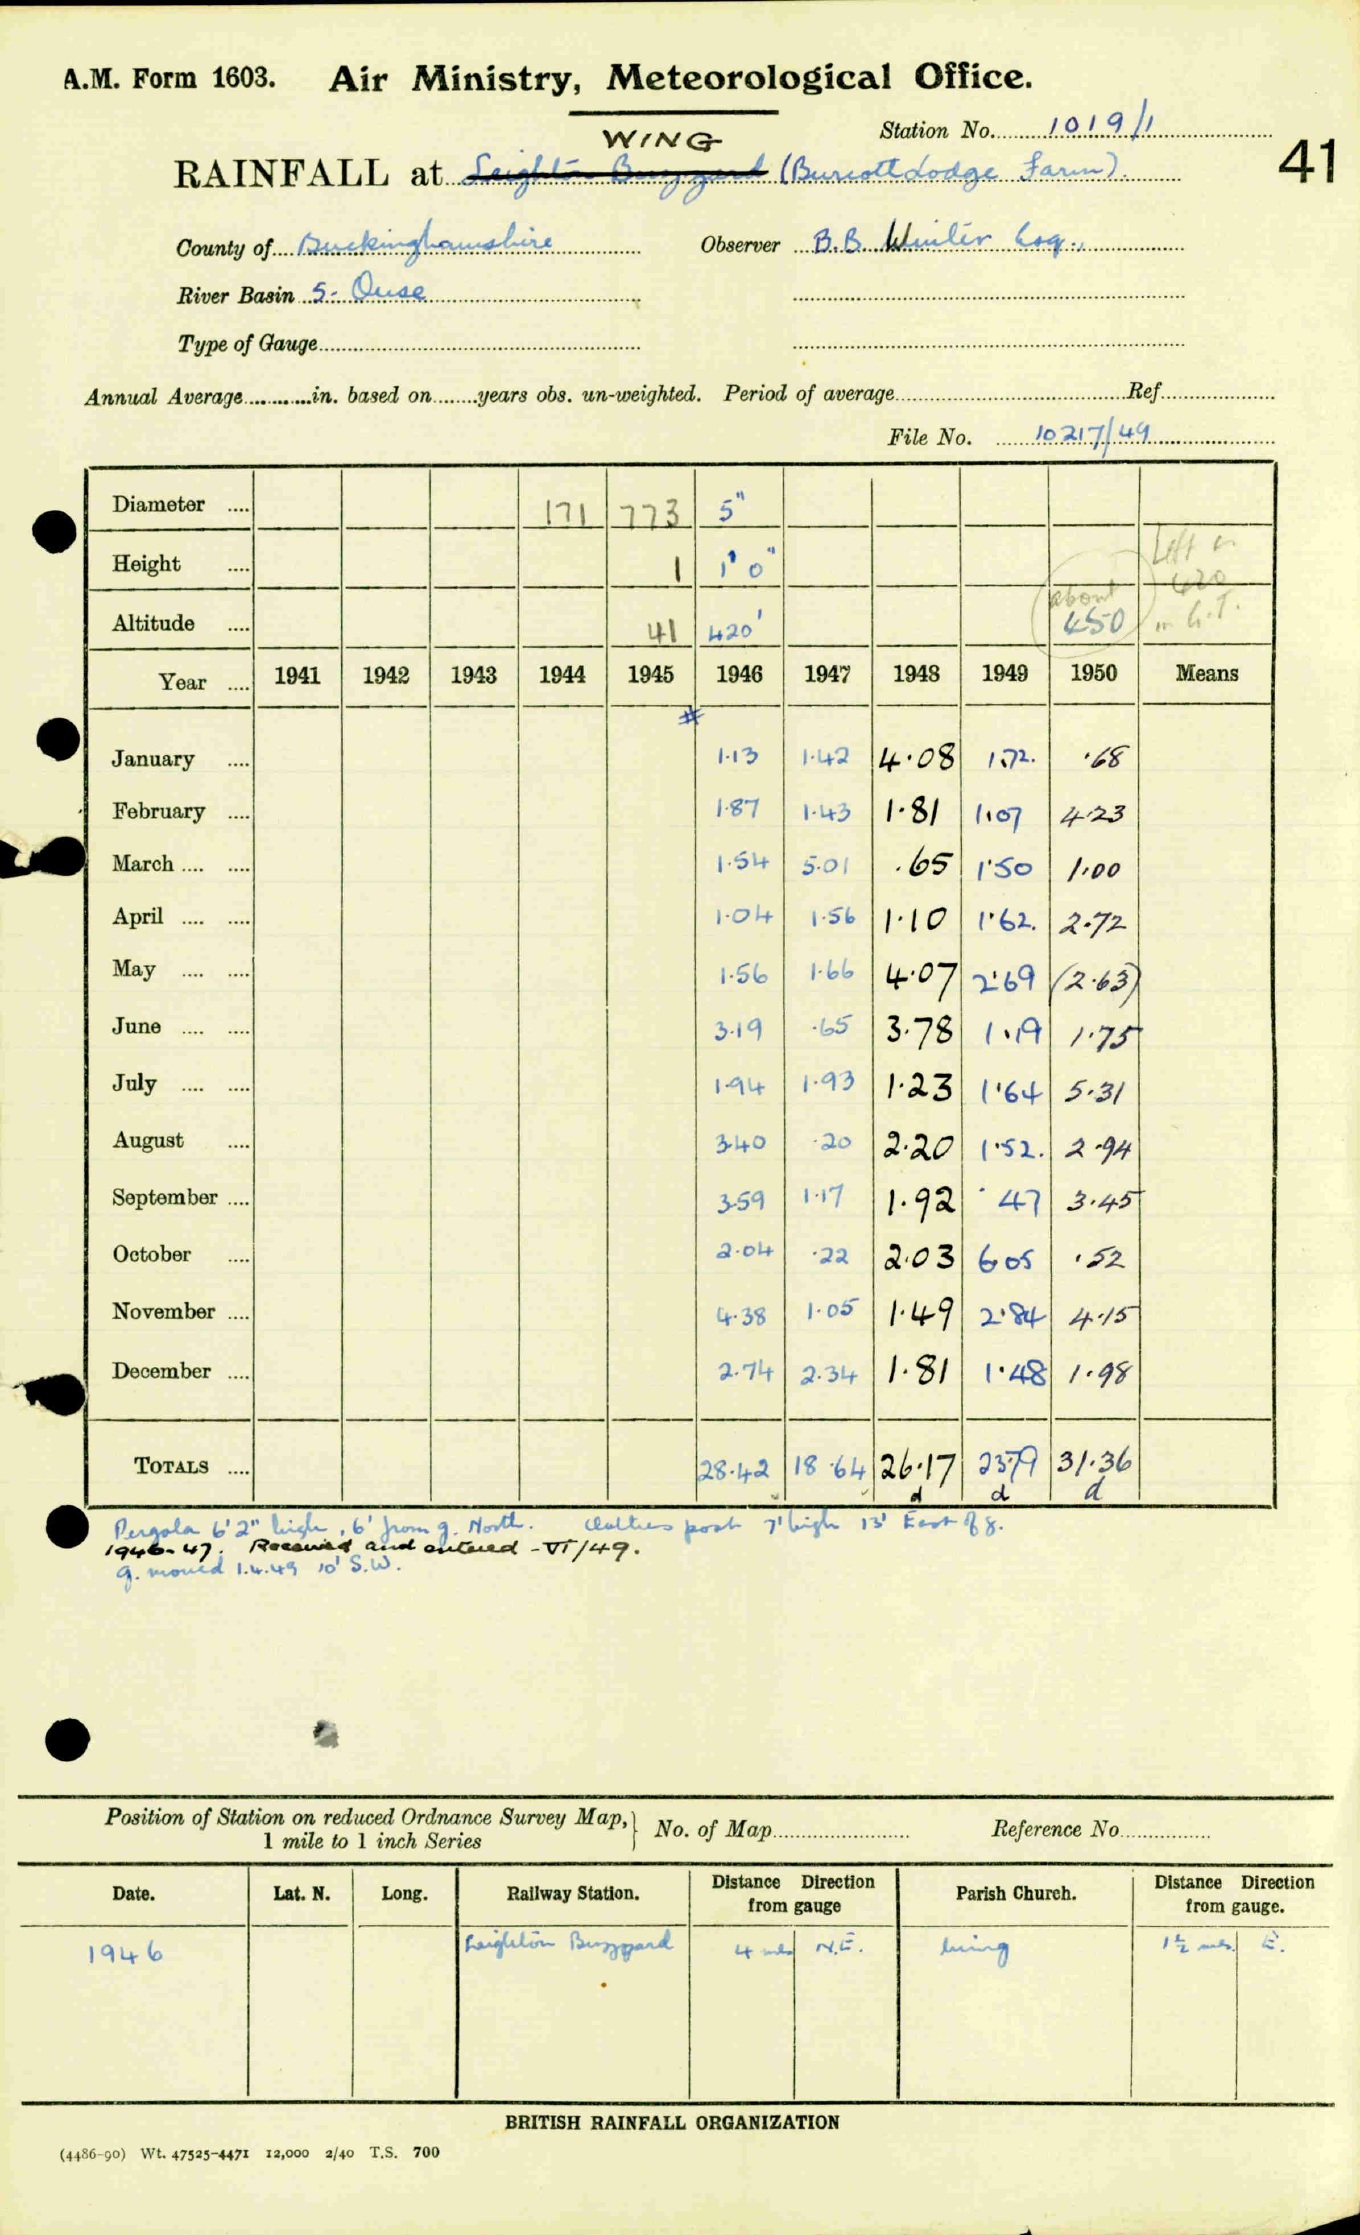 A.M. Form 1603. Air Ministry, Meteorological Office.
Station No. 1019/1
41
WING
RAINFALL at Leighton Buzzard (Burcott Lodge Farm).
County of Buckinghamshire Observer B.B. Winter Esq.,
River Basin 5. Ouse
Type of Gauge
Annual Average in. based on years obs. un-weighted. Period of average Ref
File No. 10217/49
Diameter 171 773 5"
Height 1 1' 0" Left
Altitude 41 420' about 450 420 in G.T.
Year 1941 1942 1943 1944 1945 1946 1947 1948 1949 1950 Means
#
January 1.13 1.42 4.08 1.72. .68
February 1.87 1.43 1.81 1.07 4.23
March 1.54 5.01 .65 1.50 1.00
April 1.04 1.56 1.10 1.62. 2.72
May 1.56 1.66 4.07 2.69 (2.63)
June 3.19 .65 3.78 1.19 1.75
July 1.94 1.93 1.23 1.64 5.31
August 3.40 .20 2.20 1.52. 2.94
September 3.59 1.17 1.92 .47 3.45
October 2.04 .22 2.03 6.05 .52
November 4.38 1.05 1.49 2.84 4.15
December 2.74 2.34 1.81 1.48 1.98
TOTALS 28.42 18.64 26.17 23.79 31.36
d d d
Pergola 6'2" high, 6' from g. North. Clothes post 7' high 13' East of g.
1946-47. Received and entered - VI/49.
g. moved 1.4.49 10' S.W.
Position of Station on reduced Ordnance Survey Map, 1 mile to 1 inch Series No. of Map Reference No.
Date. Lat. N. Long. Railway Station. Distance Direction from gauge Parish Church. Distance Direction from gauge.
1946 Leighton Buzzard 4 mls N.E. Wing 1½ mls. E.
BRITISH RAINFALL ORGANIZATION
(4486-90) Wt. 47525-4471 12,000 2/40 T.S. 700